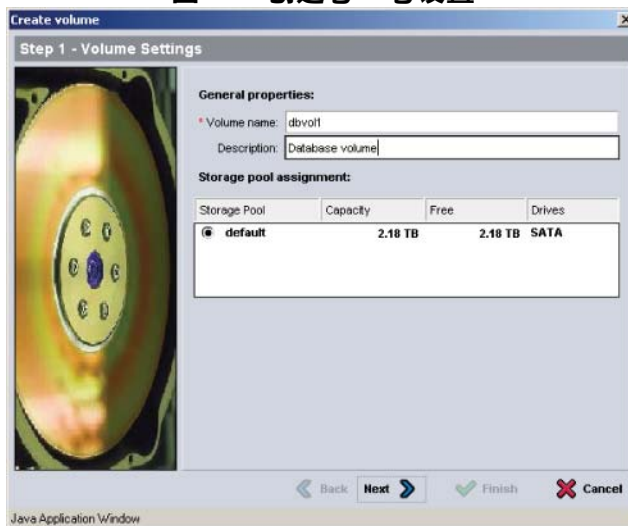 Create volume
Step 1 - Volume Settings
General properties:
* Volume name: dbvol1
Description: Database volume
Storage pool assignment:
Storage Pool Capacity Free Drives
default 2.18 TB 2.18 TB SATA
Back Next Finish Cancel
Java Application Window